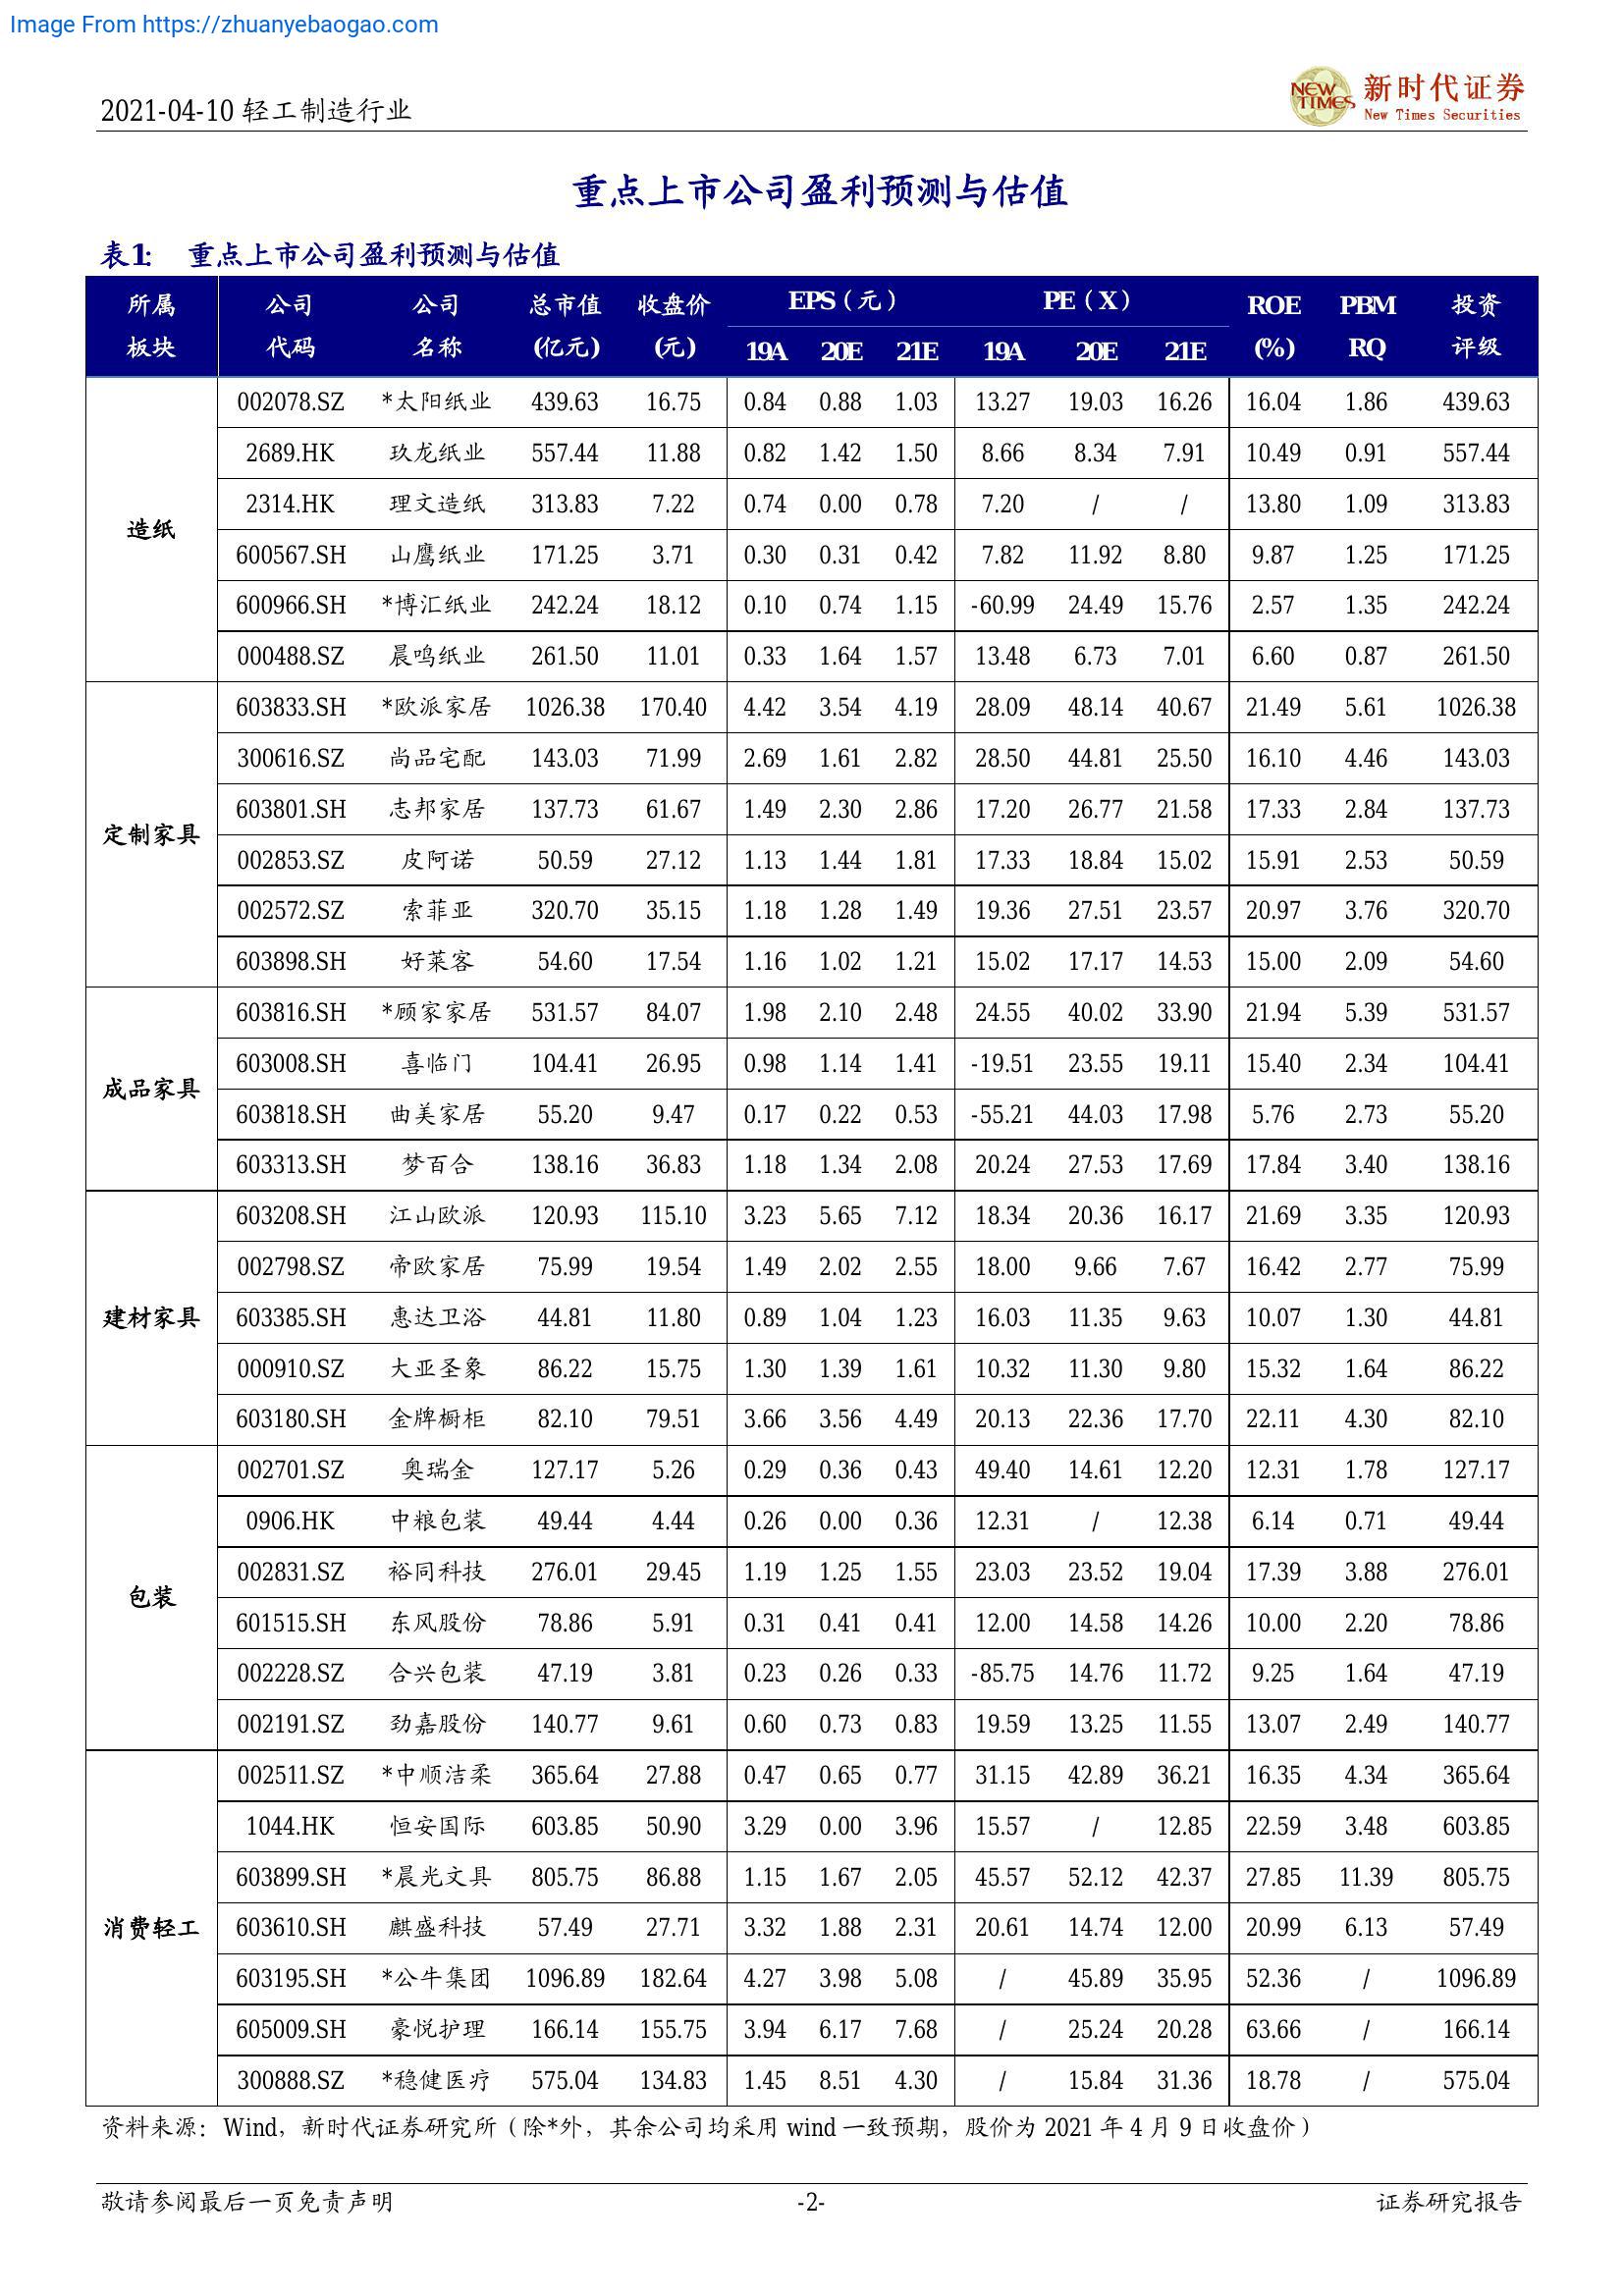 Image From https://zhuanyebaogao.com
2021-04-10 轻工制造行业
NEW TIMES 新时代证券
New Times Securities
重点上市公司盈利预测与估值
表1: 重点上市公司盈利预测与估值
所属 公司 公司 总市值 收盘价 EPS（元） PE（X） ROE PBM 投资
板块 代码 名称 (亿元) (元) 19A 20E 21E 19A 20E 21E (%) RQ 评级
造纸
002078.SZ *太阳纸业 439.63 16.75 0.84 0.88 1.03 13.27 19.03 16.26 16.04 1.86 439.63
2689.HK 玖龙纸业 557.44 11.88 0.82 1.42 1.50 8.66 8.34 7.91 10.49 0.91 557.44
2314.HK 理文造纸 313.83 7.22 0.74 0.00 0.78 7.20 / / 13.80 1.09 313.83
600567.SH 山鹰纸业 171.25 3.71 0.30 0.31 0.42 7.82 11.92 8.80 9.87 1.25 171.25
600966.SH *博汇纸业 242.24 18.12 0.10 0.74 1.15 -60.99 24.49 15.76 2.57 1.35 242.24
000488.SZ 晨鸣纸业 261.50 11.01 0.33 1.64 1.57 13.48 6.73 7.01 6.60 0.87 261.50
定制家具
603833.SH *欧派家居 1026.38 170.40 4.42 3.54 4.19 28.09 48.14 40.67 21.49 5.61 1026.38
300616.SZ 尚品宅配 143.03 71.99 2.69 1.61 2.82 28.50 44.81 25.50 16.10 4.46 143.03
603801.SH 志邦家居 137.73 61.67 1.49 2.30 2.86 17.20 26.77 21.58 17.33 2.84 137.73
002853.SZ 皮阿诺 50.59 27.12 1.13 1.44 1.81 17.33 18.84 15.02 15.91 2.53 50.59
002572.SZ 索菲亚 320.70 35.15 1.18 1.28 1.49 19.36 27.51 23.57 20.97 3.76 320.70
603898.SH 好莱客 54.60 17.54 1.16 1.02 1.21 15.02 17.17 14.53 15.00 2.09 54.60
成品家具
603816.SH *顾家家居 531.57 84.07 1.98 2.10 2.48 24.55 40.02 33.90 21.94 5.39 531.57
603008.SH 喜临门 104.41 26.95 0.98 1.14 1.41 -19.51 23.55 19.11 15.40 2.34 104.41
603818.SH 曲美家居 55.20 9.47 0.17 0.22 0.53 -55.21 44.03 17.98 5.76 2.73 55.20
603313.SH 梦百合 138.16 36.83 1.18 1.34 2.08 20.24 27.53 17.69 17.84 3.40 138.16
建材家具
603208.SH 江山欧派 120.93 115.10 3.23 5.65 7.12 18.34 20.36 16.17 21.69 3.35 120.93
002798.SZ 帝欧家居 75.99 19.54 1.49 2.02 2.55 18.00 9.66 7.67 16.42 2.77 75.99
603385.SH 惠达卫浴 44.81 11.80 0.89 1.04 1.23 16.03 11.35 9.63 10.07 1.30 44.81
000910.SZ 大亚圣象 86.22 15.75 1.30 1.39 1.61 10.32 11.30 9.80 15.32 1.64 86.22
603180.SH 金牌橱柜 82.10 79.51 3.66 3.56 4.49 20.13 22.36 17.70 22.11 4.30 82.10
包装
002701.SZ 奥瑞金 127.17 5.26 0.29 0.36 0.43 49.40 14.61 12.20 12.31 1.78 127.17
0906.HK 中粮包装 49.44 4.44 0.26 0.00 0.36 12.31 / 12.38 6.14 0.71 49.44
002831.SZ 裕同科技 276.01 29.45 1.19 1.25 1.55 23.03 23.52 19.04 17.39 3.88 276.01
601515.SH 东风股份 78.86 5.91 0.31 0.41 0.41 12.00 14.58 14.26 10.00 2.20 78.86
002228.SZ 合兴包装 47.19 3.81 0.23 0.26 0.33 -85.75 14.76 11.72 9.25 1.64 47.19
002191.SZ 劲嘉股份 140.77 9.61 0.60 0.73 0.83 19.59 13.25 11.55 13.07 2.49 140.77
消费轻工
002511.SZ *中顺洁柔 365.64 27.88 0.47 0.65 0.77 31.15 42.89 36.21 16.35 4.34 365.64
1044.HK 恒安国际 603.85 50.90 3.29 0.00 3.96 15.57 / 12.85 22.59 3.48 603.85
603899.SH *晨光文具 805.75 86.88 1.15 1.67 2.05 45.57 52.12 42.37 27.85 11.39 805.75
603610.SH 麒盛科技 57.49 27.71 3.32 1.88 2.31 20.61 14.74 12.00 20.99 6.13 57.49
603195.SH *公牛集团 1096.89 182.64 4.27 3.98 5.08 / 45.89 35.95 52.36 / 1096.89
605009.SH 豪悦护理 166.14 155.75 3.94 6.17 7.68 / 25.24 20.28 63.66 / 166.14
300888.SZ *稳健医疗 575.04 134.83 1.45 8.51 4.30 / 15.84 31.36 18.78 / 575.04
资料来源：Wind，新时代证券研究所（除*外，其余公司均采用 wind 一致预期，股价为 2021 年 4 月 9 日收盘价）
敬请参阅最后一页免责声明 -2- 证券研究报告